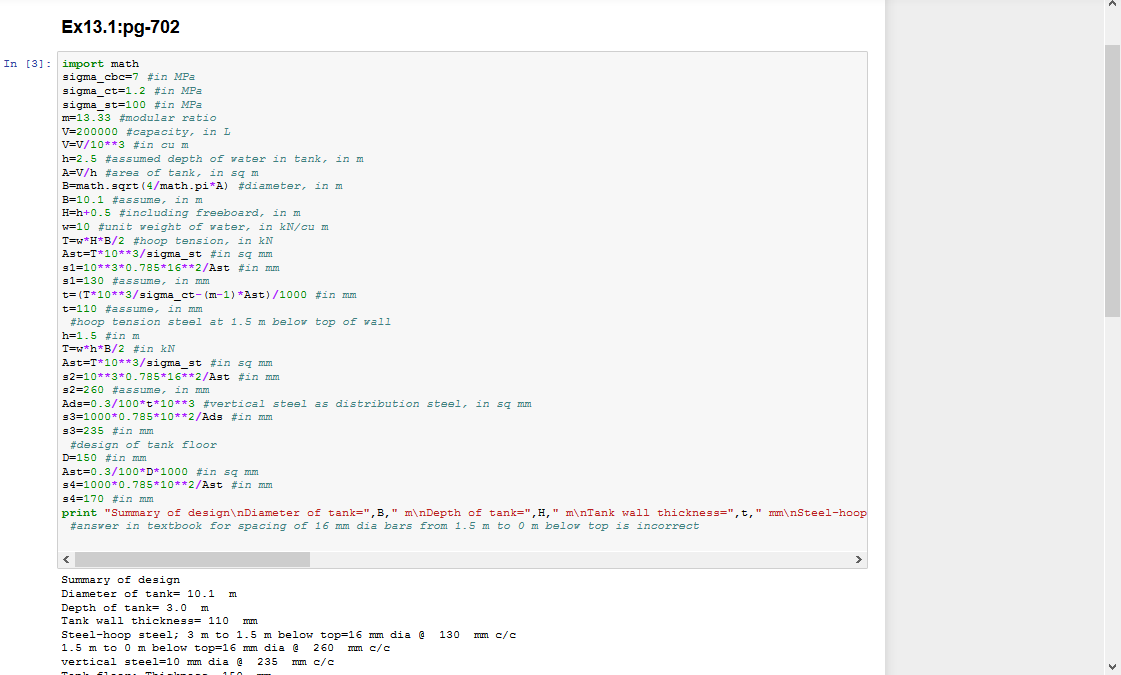 Ex13.1:pg-702
In [3]:
import math
sigma_cbc=7 #in MPa
sigma_ct=1.2 #in MPa
sigma_st=100 #in MPa
m=13.33 #modular ratio
V=200000 #capacity, in L
V=V/10**3 #in cu m
h=2.5 #assumed depth of water in tank, in m
A=V/h #area of tank, in sq m
B=math.sqrt(4/math.pi*A) #diameter, in m
B=10.1 #assume, in m
H=h+0.5 #including freeboard, in m
w=10 #unit weight of water, in kN/cu m
T=w*H*B/2 #hoop tension, in kN
Ast=T*10**3/sigma_st #in sq mm
s1=10**3*0.785*16**2/Ast #in mm
s1=130 #assume, in mm
t=(T*10**3/sigma_ct-(m-1)*Ast)/1000 #in mm
t=110 #assume, in mm
 #hoop tension steel at 1.5 m below top of wall
h=1.5 #in m
T=w*h*B/2 #in kN
Ast=T*10**3/sigma_st #in sq mm
s2=10**3*0.785*16**2/Ast #in mm
s2=260 #assume, in mm
Ads=0.3/100*t*10**3 #vertical steel as distribution steel, in sq mm
s3=1000*0.785*10**2/Ads #in mm
s3=235 #in mm
 #design of tank floor
D=150 #in mm
Ast=0.3/100*D*1000 #in sq mm
s4=1000*0.785*10**2/Ast #in mm
s4=170 #in mm
print "Summary of design\nDiameter of tank=",B," m\nDepth of tank=",H," m\nTank wall thickness=",t," mm\nSteel-hoop
 #answer in textbook for spacing of 16 mm dia bars from 1.5 m to 0 m below top is incorrect
Summary of design
Diameter of tank= 10.1  m
Depth of tank= 3.0  m
Tank wall thickness= 110  mm
Steel-hoop steel; 3 m to 1.5 m below top=16 mm dia @  130  mm c/c
1.5 m to 0 m below top=16 mm dia @  260  mm c/c
vertical steel=10 mm dia @  235  mm c/c
Tank floor: Thickness= 150  mm